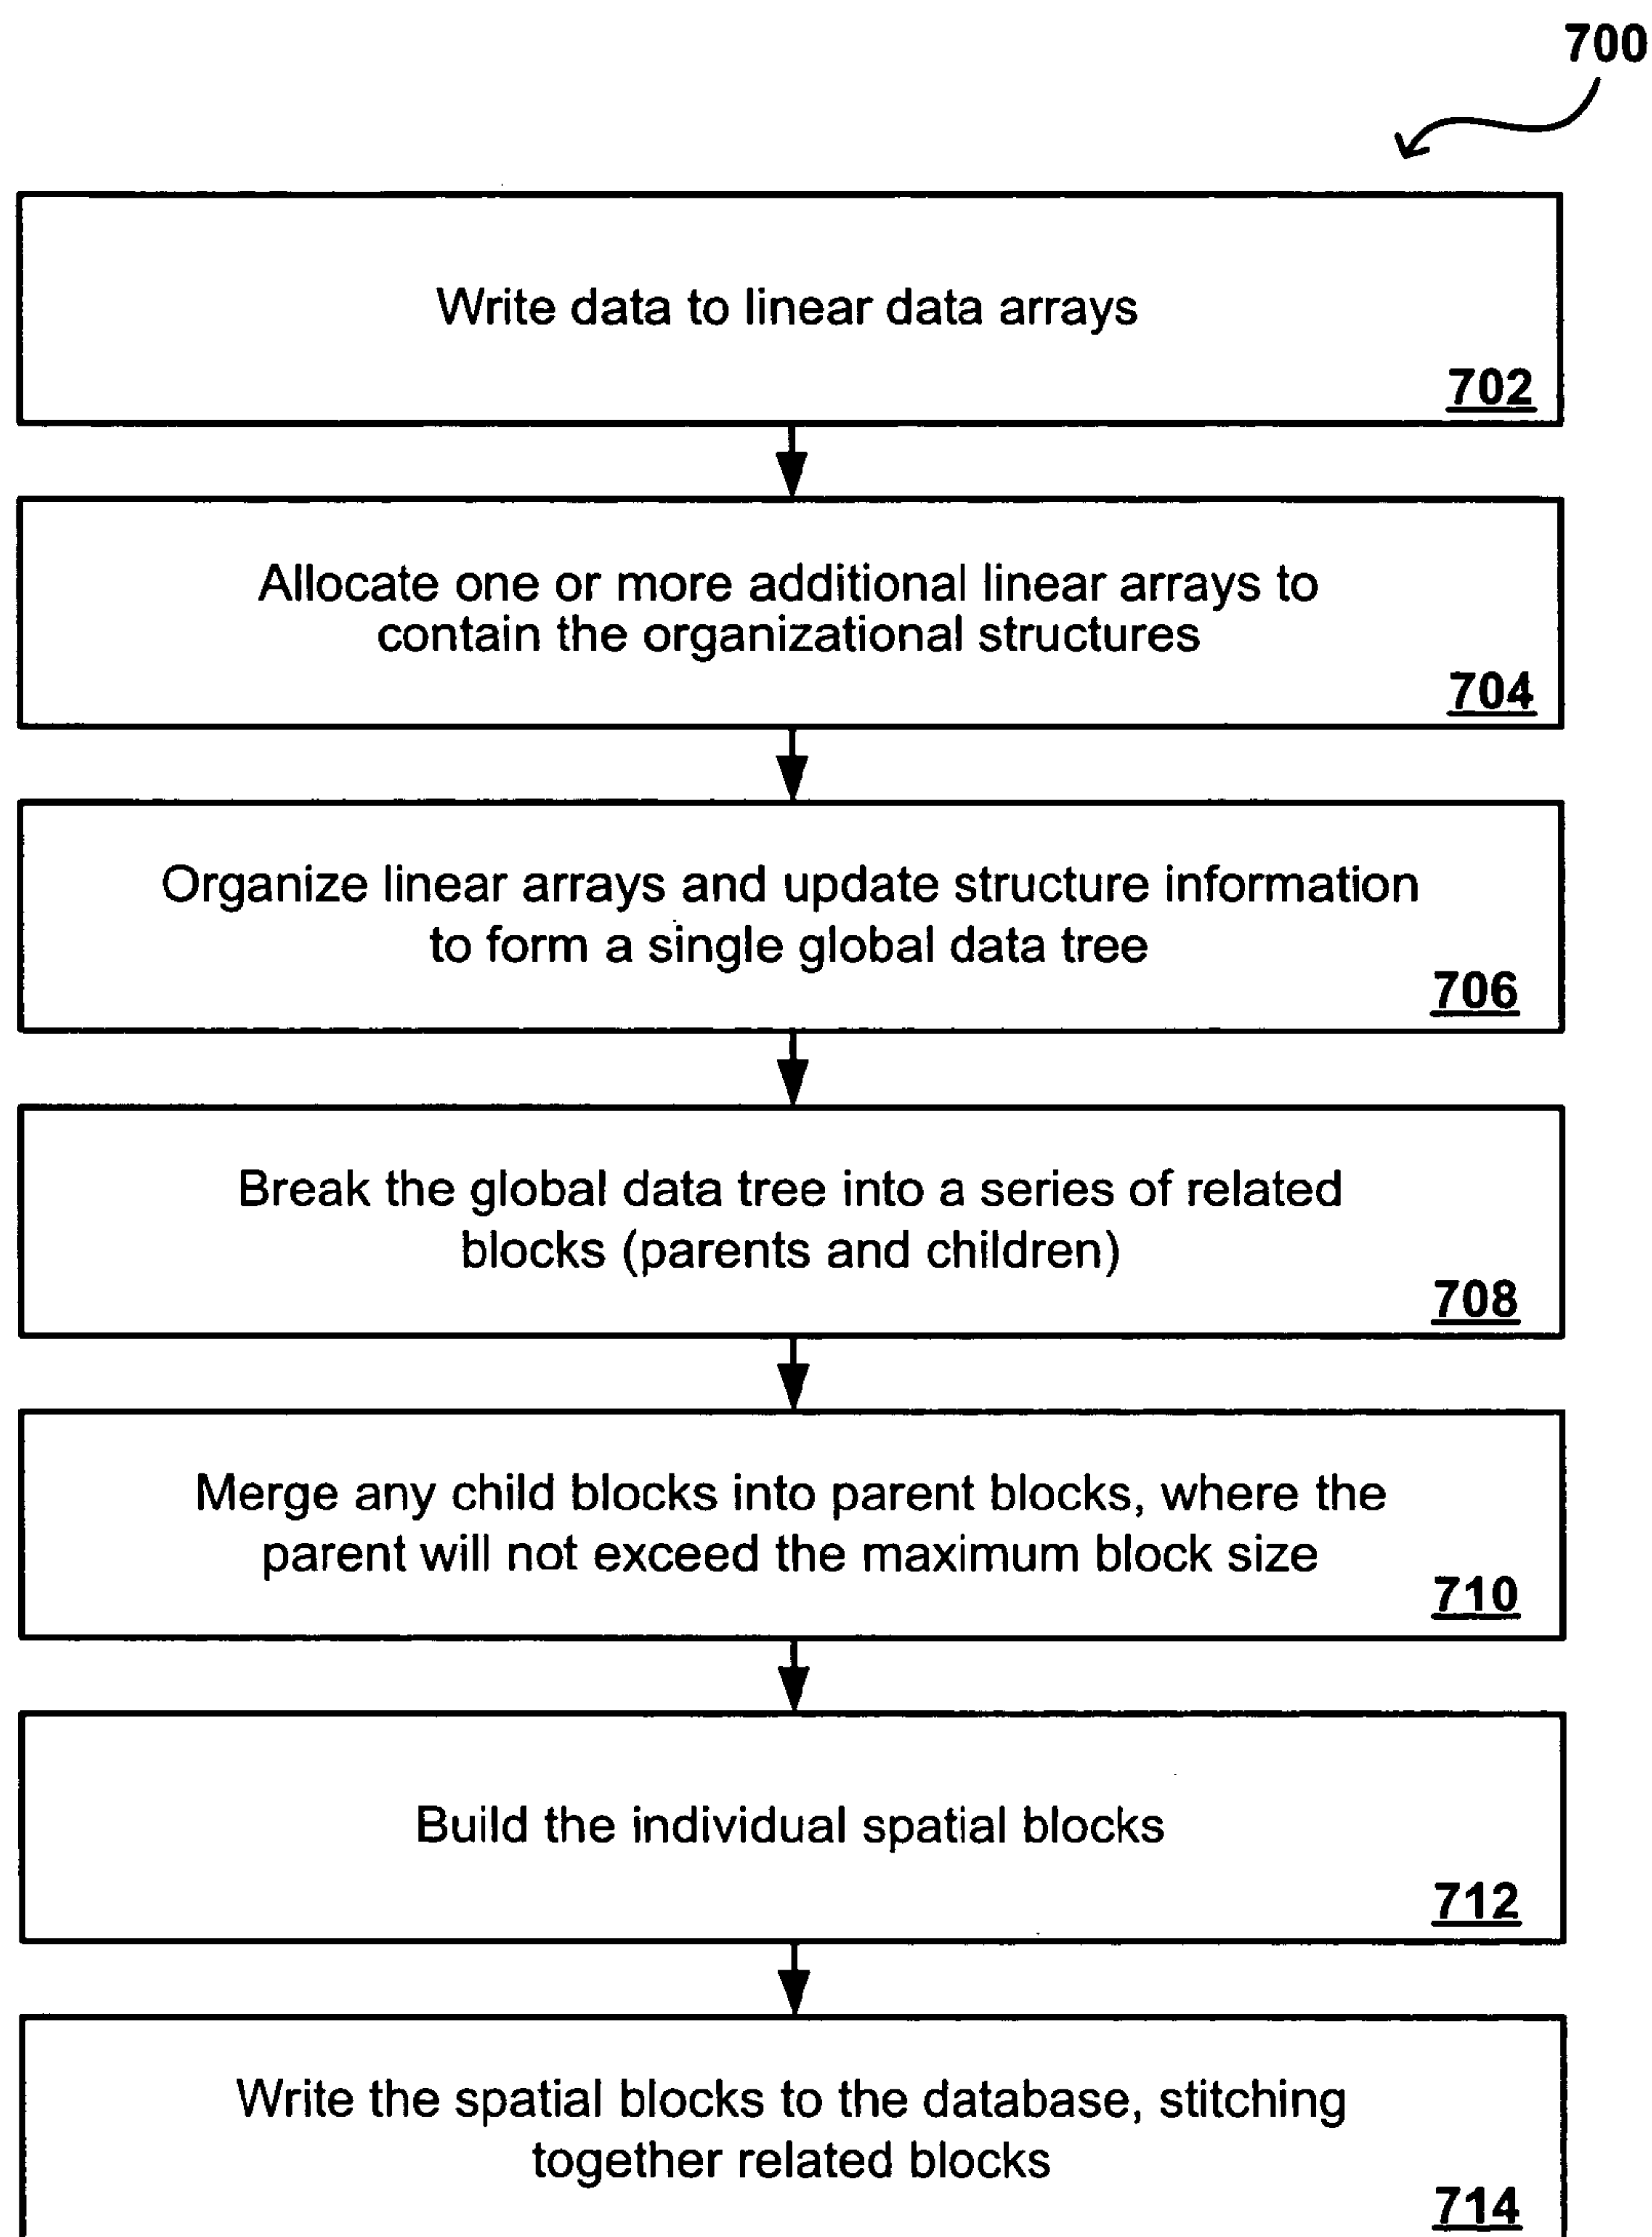 700
Write data to linear data arrays
702
Allocate one or more additional linear arrays to
contain the organizational structures
704
Organize linear arrays and update structure information
to form a single global data tree
706
Break the global data tree into a series of related
blocks (parents and children)
708
Merge any child blocks into parent blocks, where the
parent will not exceed the maximum block size
710
Build the individual spatial blocks
712
Write the spatial blocks to the database, stitching
together related blocks
714